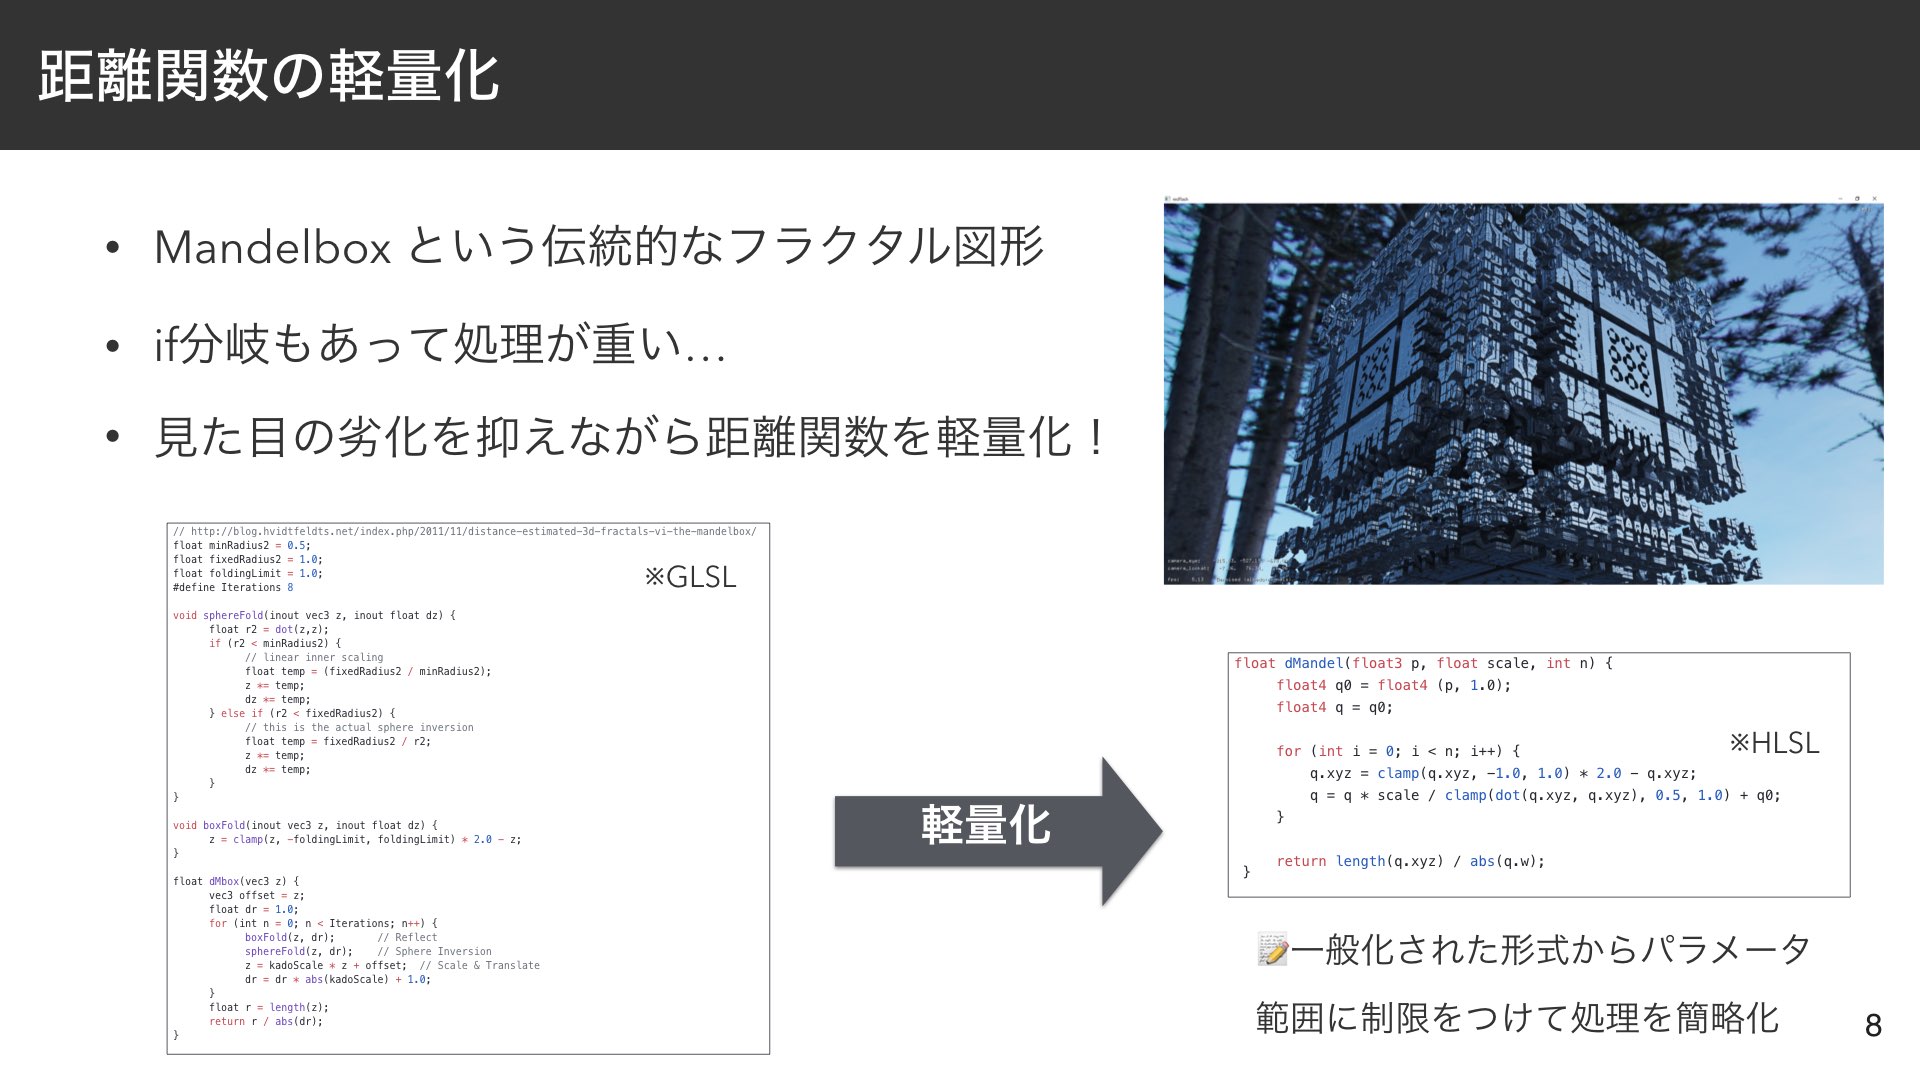 距離関数の軽量化
• Mandelbox という伝統的なフラクタル図形
• if分岐もあって処理が重い…
• 見た目の劣化を抑えながら距離関数を軽量化！
// http://blog.hvidtfeldts.net/index.php/2011/11/distance-estimated-3d-fractals-vi-the-mandelbox/
float minRadius2 = 0.5;
float fixedRadius2 = 1.0;
float foldingLimit = 1.0;
#define Iterations 8
※GLSL
void sphereFold(inout vec3 z, inout float dz) {
float r2 = dot(z,z);
if (r2 < minRadius2) {
// linear inner scaling
float temp = (fixedRadius2 / minRadius2);
z *= temp;
dz *= temp;
} else if (r2 < fixedRadius2) {
// this is the actual sphere inversion
float temp = fixedRadius2 / r2;
z *= temp;
dz *= temp;
}
}
void boxFold(inout vec3 z, inout float dz) {
z = clamp(z, -foldingLimit, foldingLimit) * 2.0 - z;
}
float dMbox(vec3 z) {
vec3 offset = z;
float dr = 1.0;
for (int n = 0; n < Iterations; n++) {
boxFold(z, dr); // Reflect
sphereFold(z, dr); // Sphere Inversion
z = kadoScale * z + offset; // Scale & Translate
dr = dr * abs(kadoScale) + 1.0;
}
float r = length(z);
return r / abs(dr);
}
軽量化
float dMandel(float3 p, float scale, int n) {
float4 q0 = float4 (p, 1.0);
float4 q = q0;
※HLSL
for (int i = 0; i < n; i++) {
q.xyz = clamp(q.xyz, -1.0, 1.0) * 2.0 - q.xyz;
q = q * scale / clamp(dot(q.xyz, q.xyz), 0.5, 1.0) + q0;
}
return length(q.xyz) / abs(q.w);
}
📝一般化された形式からパラメータ
範囲に制限をつけて処理を簡略化
8